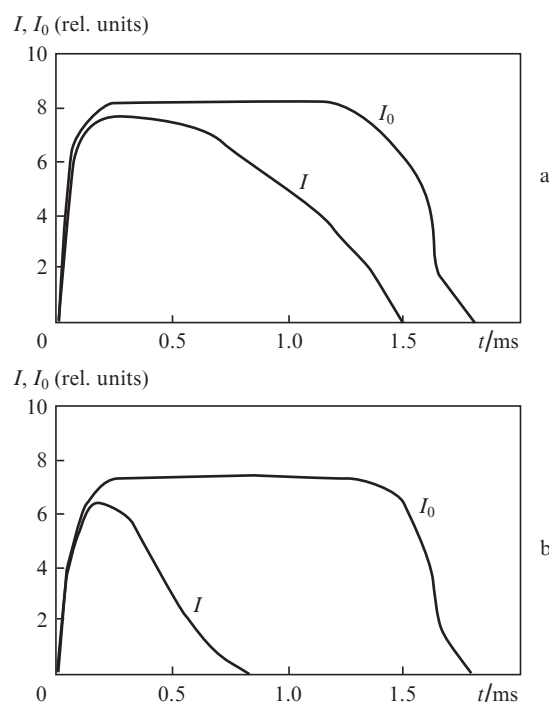 I, I₀ (rel. units)
10
8
6
4
2
0
0.5
1.0
1.5
t/ms
I₀
I
a
I, I₀ (rel. units)
10
8
6
4
2
0
0.5
1.0
1.5
t/ms
I₀
I
b